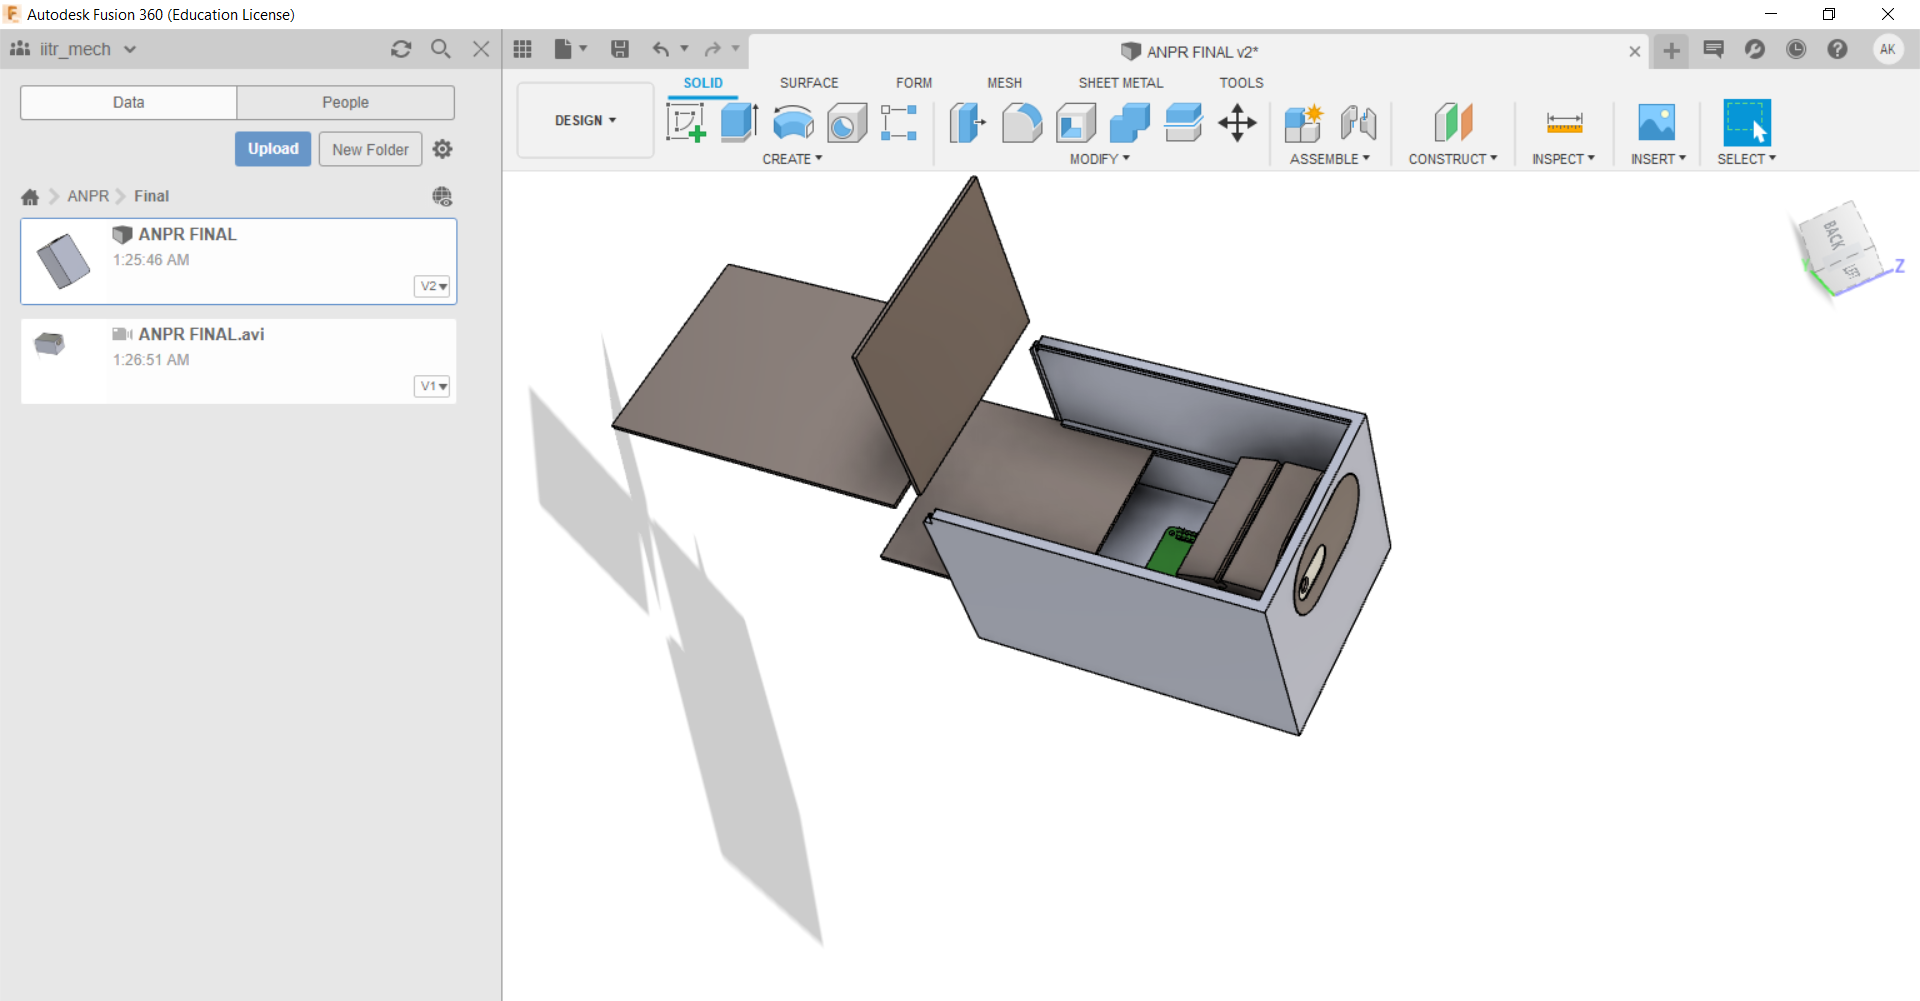 Autodesk Fusion 360 (Education License)
iitr_mech
ANPR FINAL v2*
AK
Data
People
Upload
New Folder
ANPR
Final
ANPR FINAL
1:25:46 AM
V2
ANPR FINAL.avi
1:26:51 AM
V1
DESIGN
SOLID
SURFACE
FORM
MESH
SHEET METAL
TOOLS
CREATE
MODIFY
ASSEMBLE
CONSTRUCT
INSPECT
INSERT
SELECT
BACK
Z